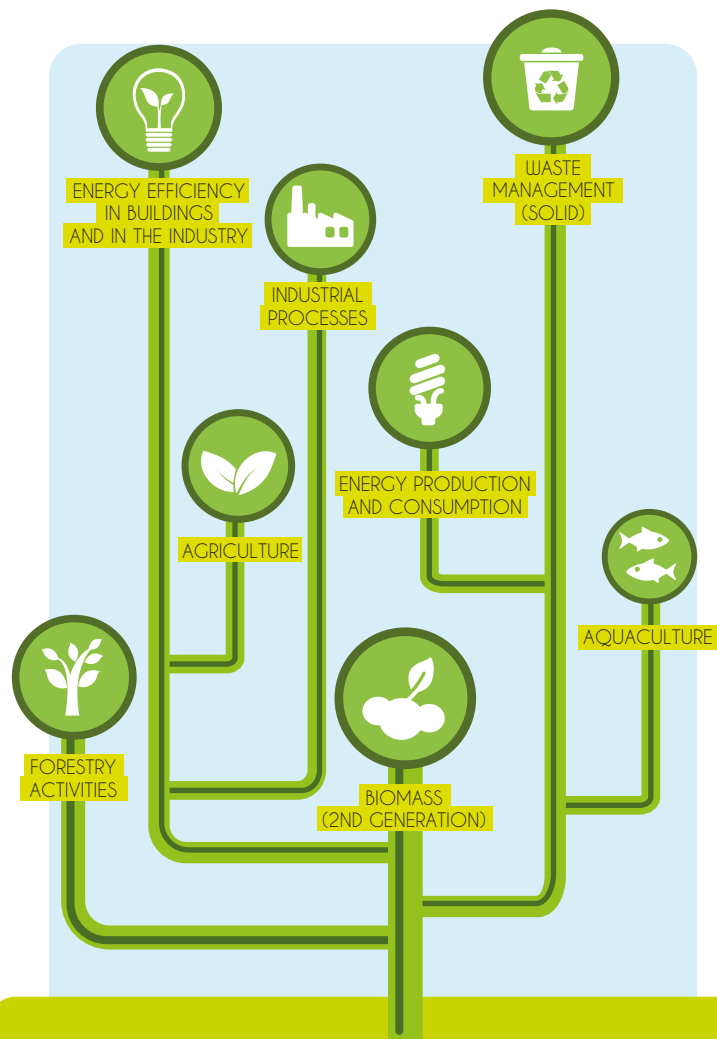 WASTE
MANAGEMENT
(SOLID)
ENERGY EFFICIENCY
IN BUILDINGS
AND IN THE INDUSTRY
INDUSTRIAL
PROCESSES
ENERGY PRODUCTION
AND CONSUMPTION
AGRICULTURE
AQUACULTURE
FORESTRY
ACTIVITIES
BIOMASS
(2ND GENERATION)